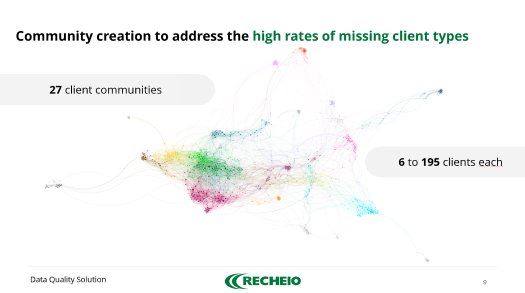 Community creation to address the high rates of missing client types
27 client communities
6 to 195 clients each
Data Quality Solution
RECHEIO
9